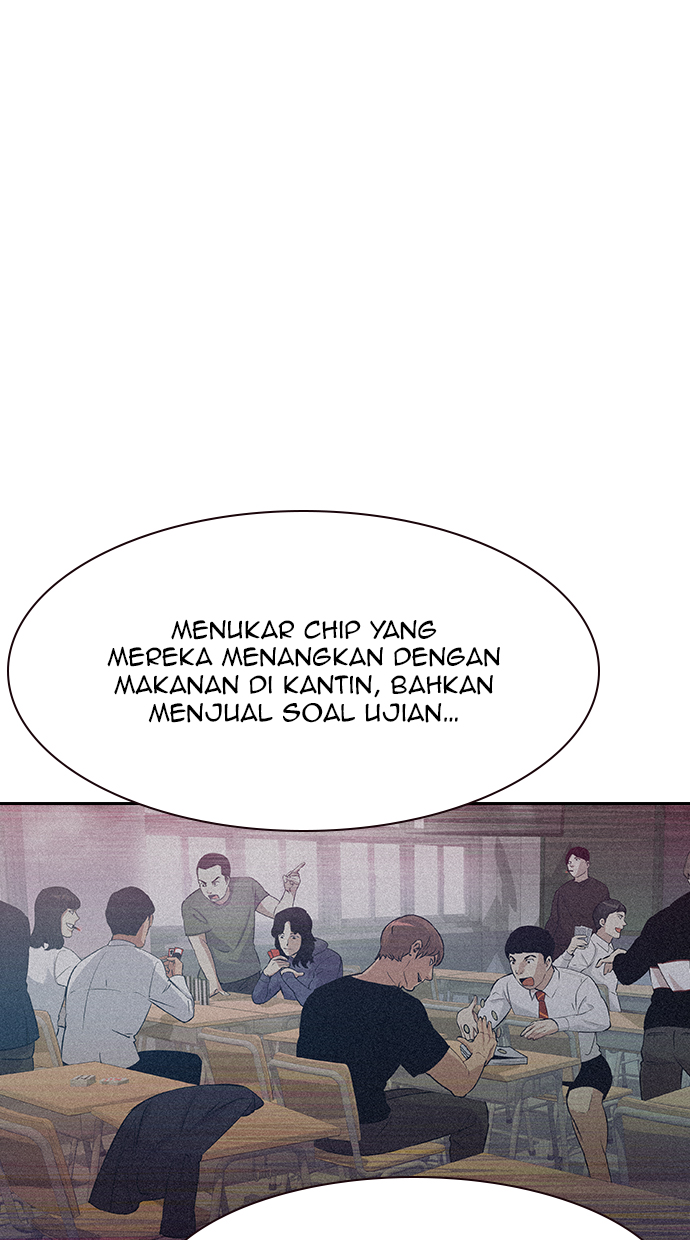 MENUKAR CHIP YANG
MEREKA MENANGKAN DENGAN
MAKANAN DI KANTIN, BAHKAN
MENJUAL SOAL UJIAN...